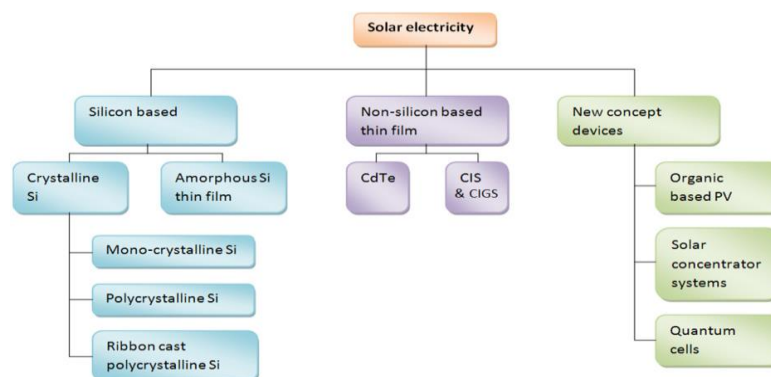 Solar electricity
Silicon based
Non-silicon based
thin film
New concept
devices
Crystalline
Si
Amorphous Si
thin film
CdTe
CIS
& CIGS
Organic
based PV
Mono-crystalline Si
Solar
concentrator
systems
Polycrystalline Si
Ribbon cast
polycrystalline Si
Quantum
cells